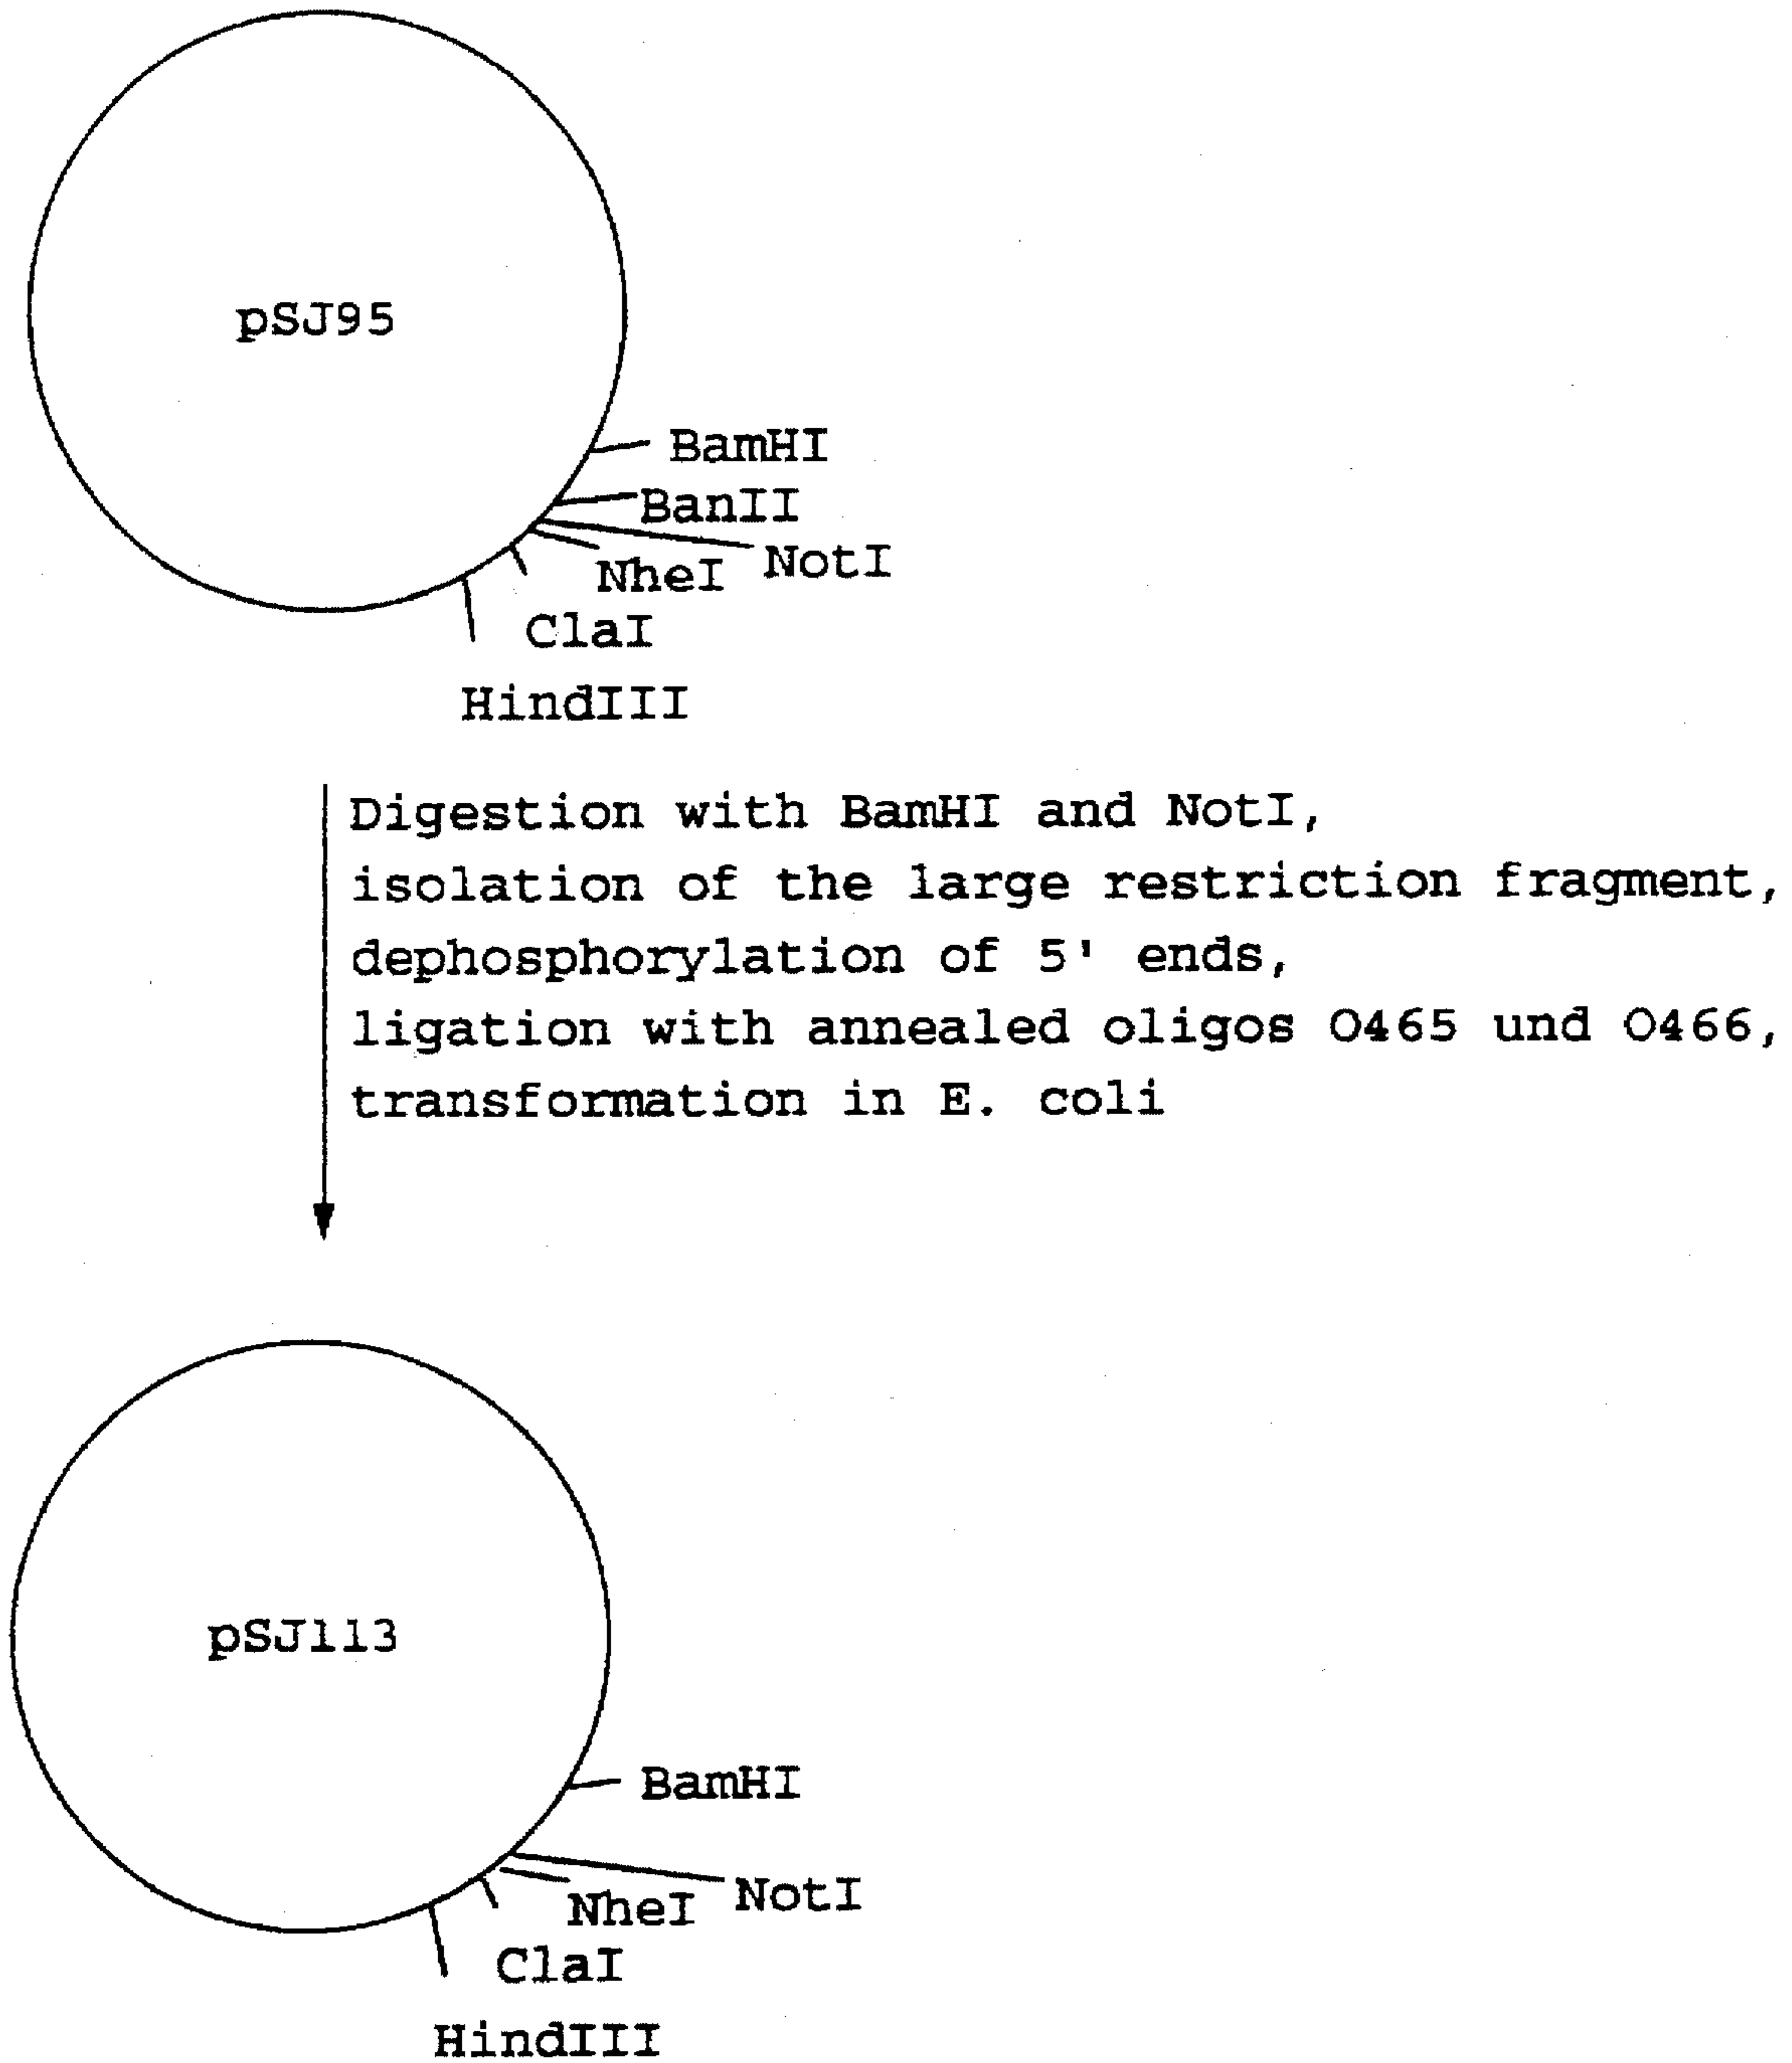 pSJ95
BamHI
BanII
NotI
NheI
ClaI
HindIII
Digestion with BamHI and NotI,
isolation of the large restriction fragment,
dephosphorylation of 5' ends,
ligation with annealed oligos O465 und O466,
transformation in E. coli
pSJ113
BamHI
NotI
NheI
ClaI
HindIII